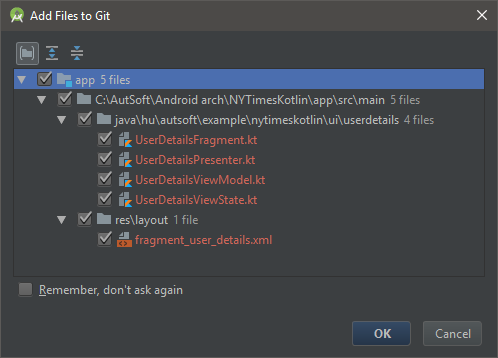 Add Files to Git
app 5 files
C:\AutSoft\Android arch\NYTimesKotlin\app\src\main 5 files
java\hu\autsoft\example\nytimeskotlin\ui\userdetails 4 files
UserDetailsFragment.kt
UserDetailsPresenter.kt
UserDetailsViewModel.kt
UserDetailsViewState.kt
res\layout 1 file
fragment_user_details.xml
Remember, don't ask again
OK Cancel